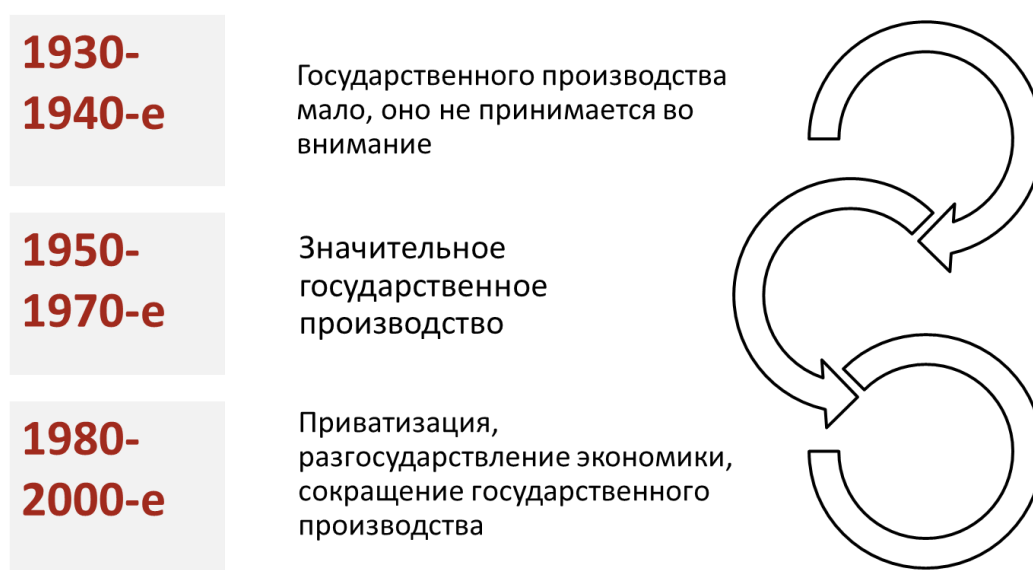 1930-
1940-е
Государственного производства
мало, оно не принимается во
внимание
1950-
1970-е
Значительное
государственное
производство
1980-
2000-е
Приватизация,
разгосударствление экономики,
сокращение государственного
производства